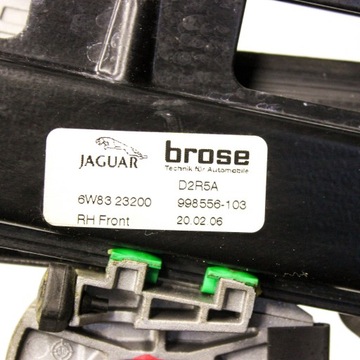 JAGUAR
brose
Technik für Automobile
D2R5A
6W83 23200 998556-103
RH Front 20.02.06